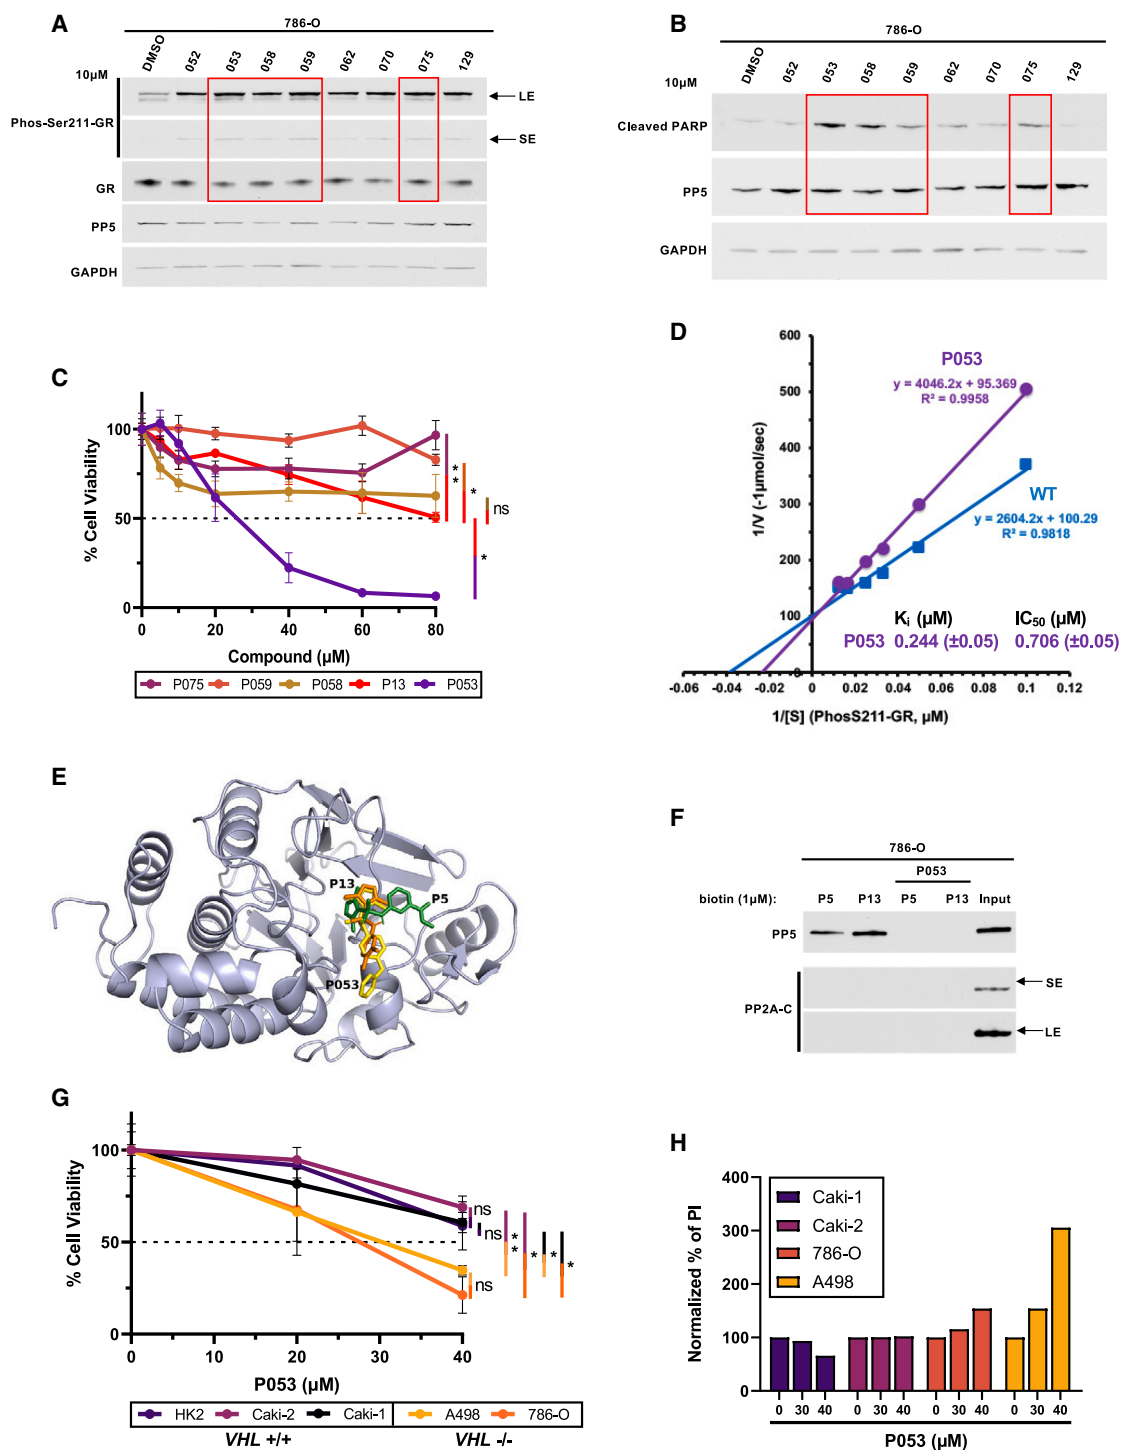 A
786-O
DMSO 052 053 058 059 062 070 075 129
10µM
Phos-Ser211-GR
LE
SE
GR
PP5
GAPDH
B
786-O
DMSO 052 053 058 059 062 070 075 129
10µM
Cleaved PARP
PP5
GAPDH
C
% Cell Viability
100
50
0
0 20 40 60 80
Compound (µM)
* *
*
ns
*
P075 P059 P058 P13 P053
D
1/V (-1µmol/sec)
600
500
400
300
200
100
0
P053
y = 4046.2x + 95.369
R² = 0.9958
WT
y = 2604.2x + 100.29
R² = 0.9818
Ki (µM) IC50 (µM)
P053 0.244 (±0.05) 0.706 (±0.05)
-0.06 -0.04 -0.02 0 0.02 0.04 0.06 0.08 0.1 0.12
1/[S] (PhosS211-GR, µM)
E
P13
P5
P053
F
786-O
P053
biotin (1µM): P5 P13 P5 P13 Input
PP5
PP2A-C
SE
LE
G
% Cell Viability
100
50
0
0 10 20 30 40
P053 (µM)
ns
ns
ns
* *
*
*
*
HK2 Caki-2 Caki-1 A498 786-O
VHL +/+ VHL -/-
H
Normalized % of PI
400
300
200
100
0
Caki-1
Caki-2
786-O
A498
0 30 40 0 30 40 0 30 40 0 30 40
P053 (µM)